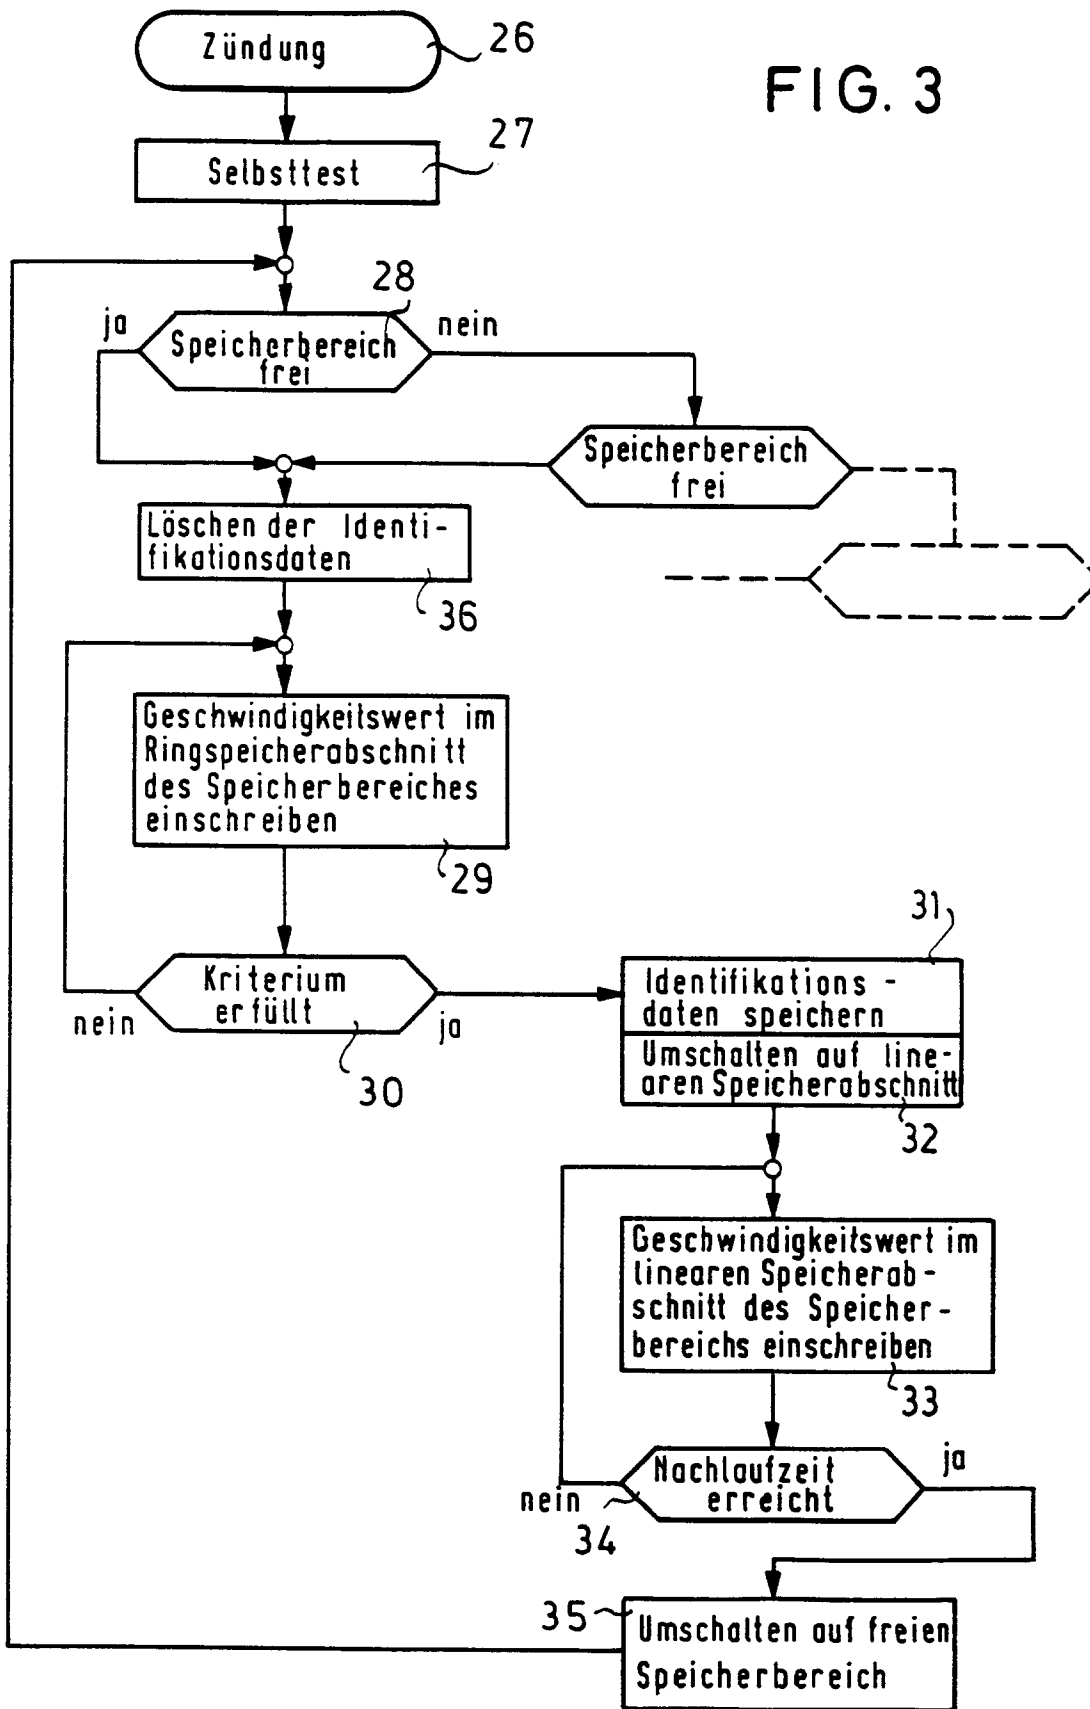 Zündung
26
FIG. 3
27
Selbsttest
28
ja
nein
Speicherbereich
frei
Speicherbereich
frei
Löschen der Identi-
fikationsdaten
36
Geschwindigkeitswert im
Ringspeicherabschnitt
des Speicherbereiches
einschreiben
29
Kriterium
erfüllt
nein
ja
30
31
Identifikations-
daten speichern
Umschalten auf line-
aren Speicherabschnitt
32
Geschwindigkeitswert im
linearen Speicherab-
schnitt des Speicher-
bereichs einschreiben
33
Nachlaufzeit
erreicht
ja
nein
34
35
Umschalten auf freien
Speicherbereich